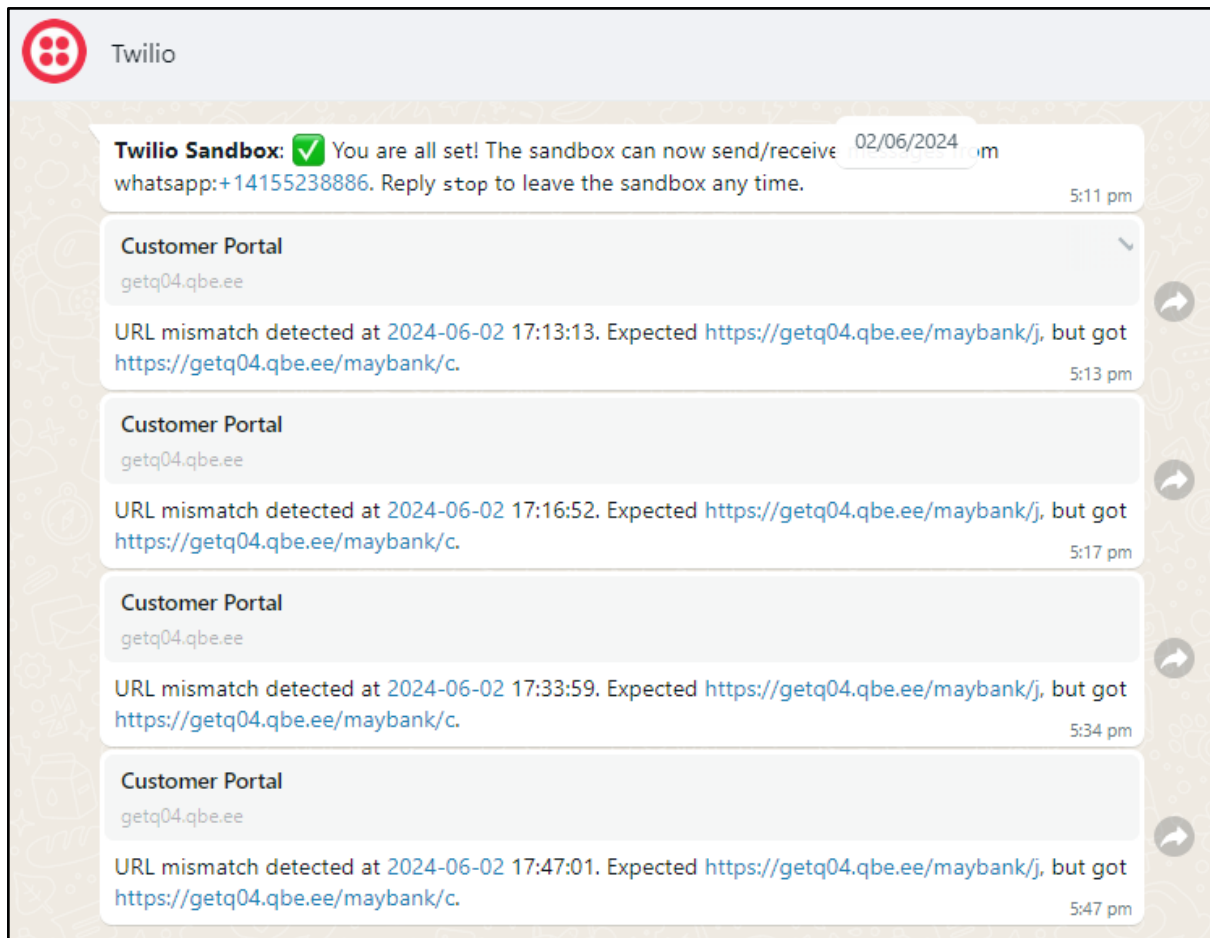 Twilio
02/06/2024
Twilio Sandbox: ✅ You are all set! The sandbox can now send/receive messages from
whatsapp:+14155238886. Reply stop to leave the sandbox any time.
5:11 pm
Customer Portal
getq04.qbe.ee
URL mismatch detected at 2024-06-02 17:13:13. Expected https://getq04.qbe.ee/maybank/j, but got
https://getq04.qbe.ee/maybank/c.
5:13 pm
Customer Portal
getq04.qbe.ee
URL mismatch detected at 2024-06-02 17:16:52. Expected https://getq04.qbe.ee/maybank/j, but got
https://getq04.qbe.ee/maybank/c.
5:17 pm
Customer Portal
getq04.qbe.ee
URL mismatch detected at 2024-06-02 17:33:59. Expected https://getq04.qbe.ee/maybank/j, but got
https://getq04.qbe.ee/maybank/c.
5:34 pm
Customer Portal
getq04.qbe.ee
URL mismatch detected at 2024-06-02 17:47:01. Expected https://getq04.qbe.ee/maybank/j, but got
https://getq04.qbe.ee/maybank/c.
5:47 pm